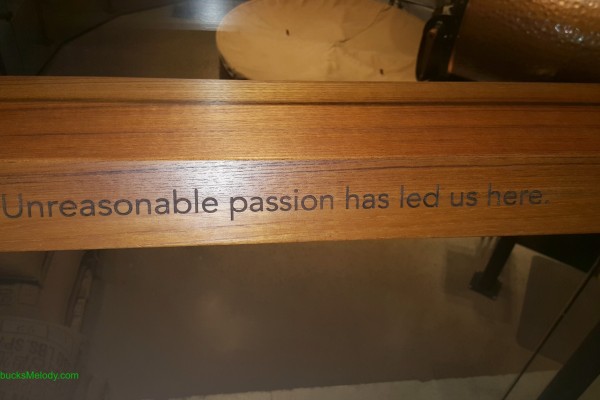 Unreasonable passion has led us here.
bucksMelody.com